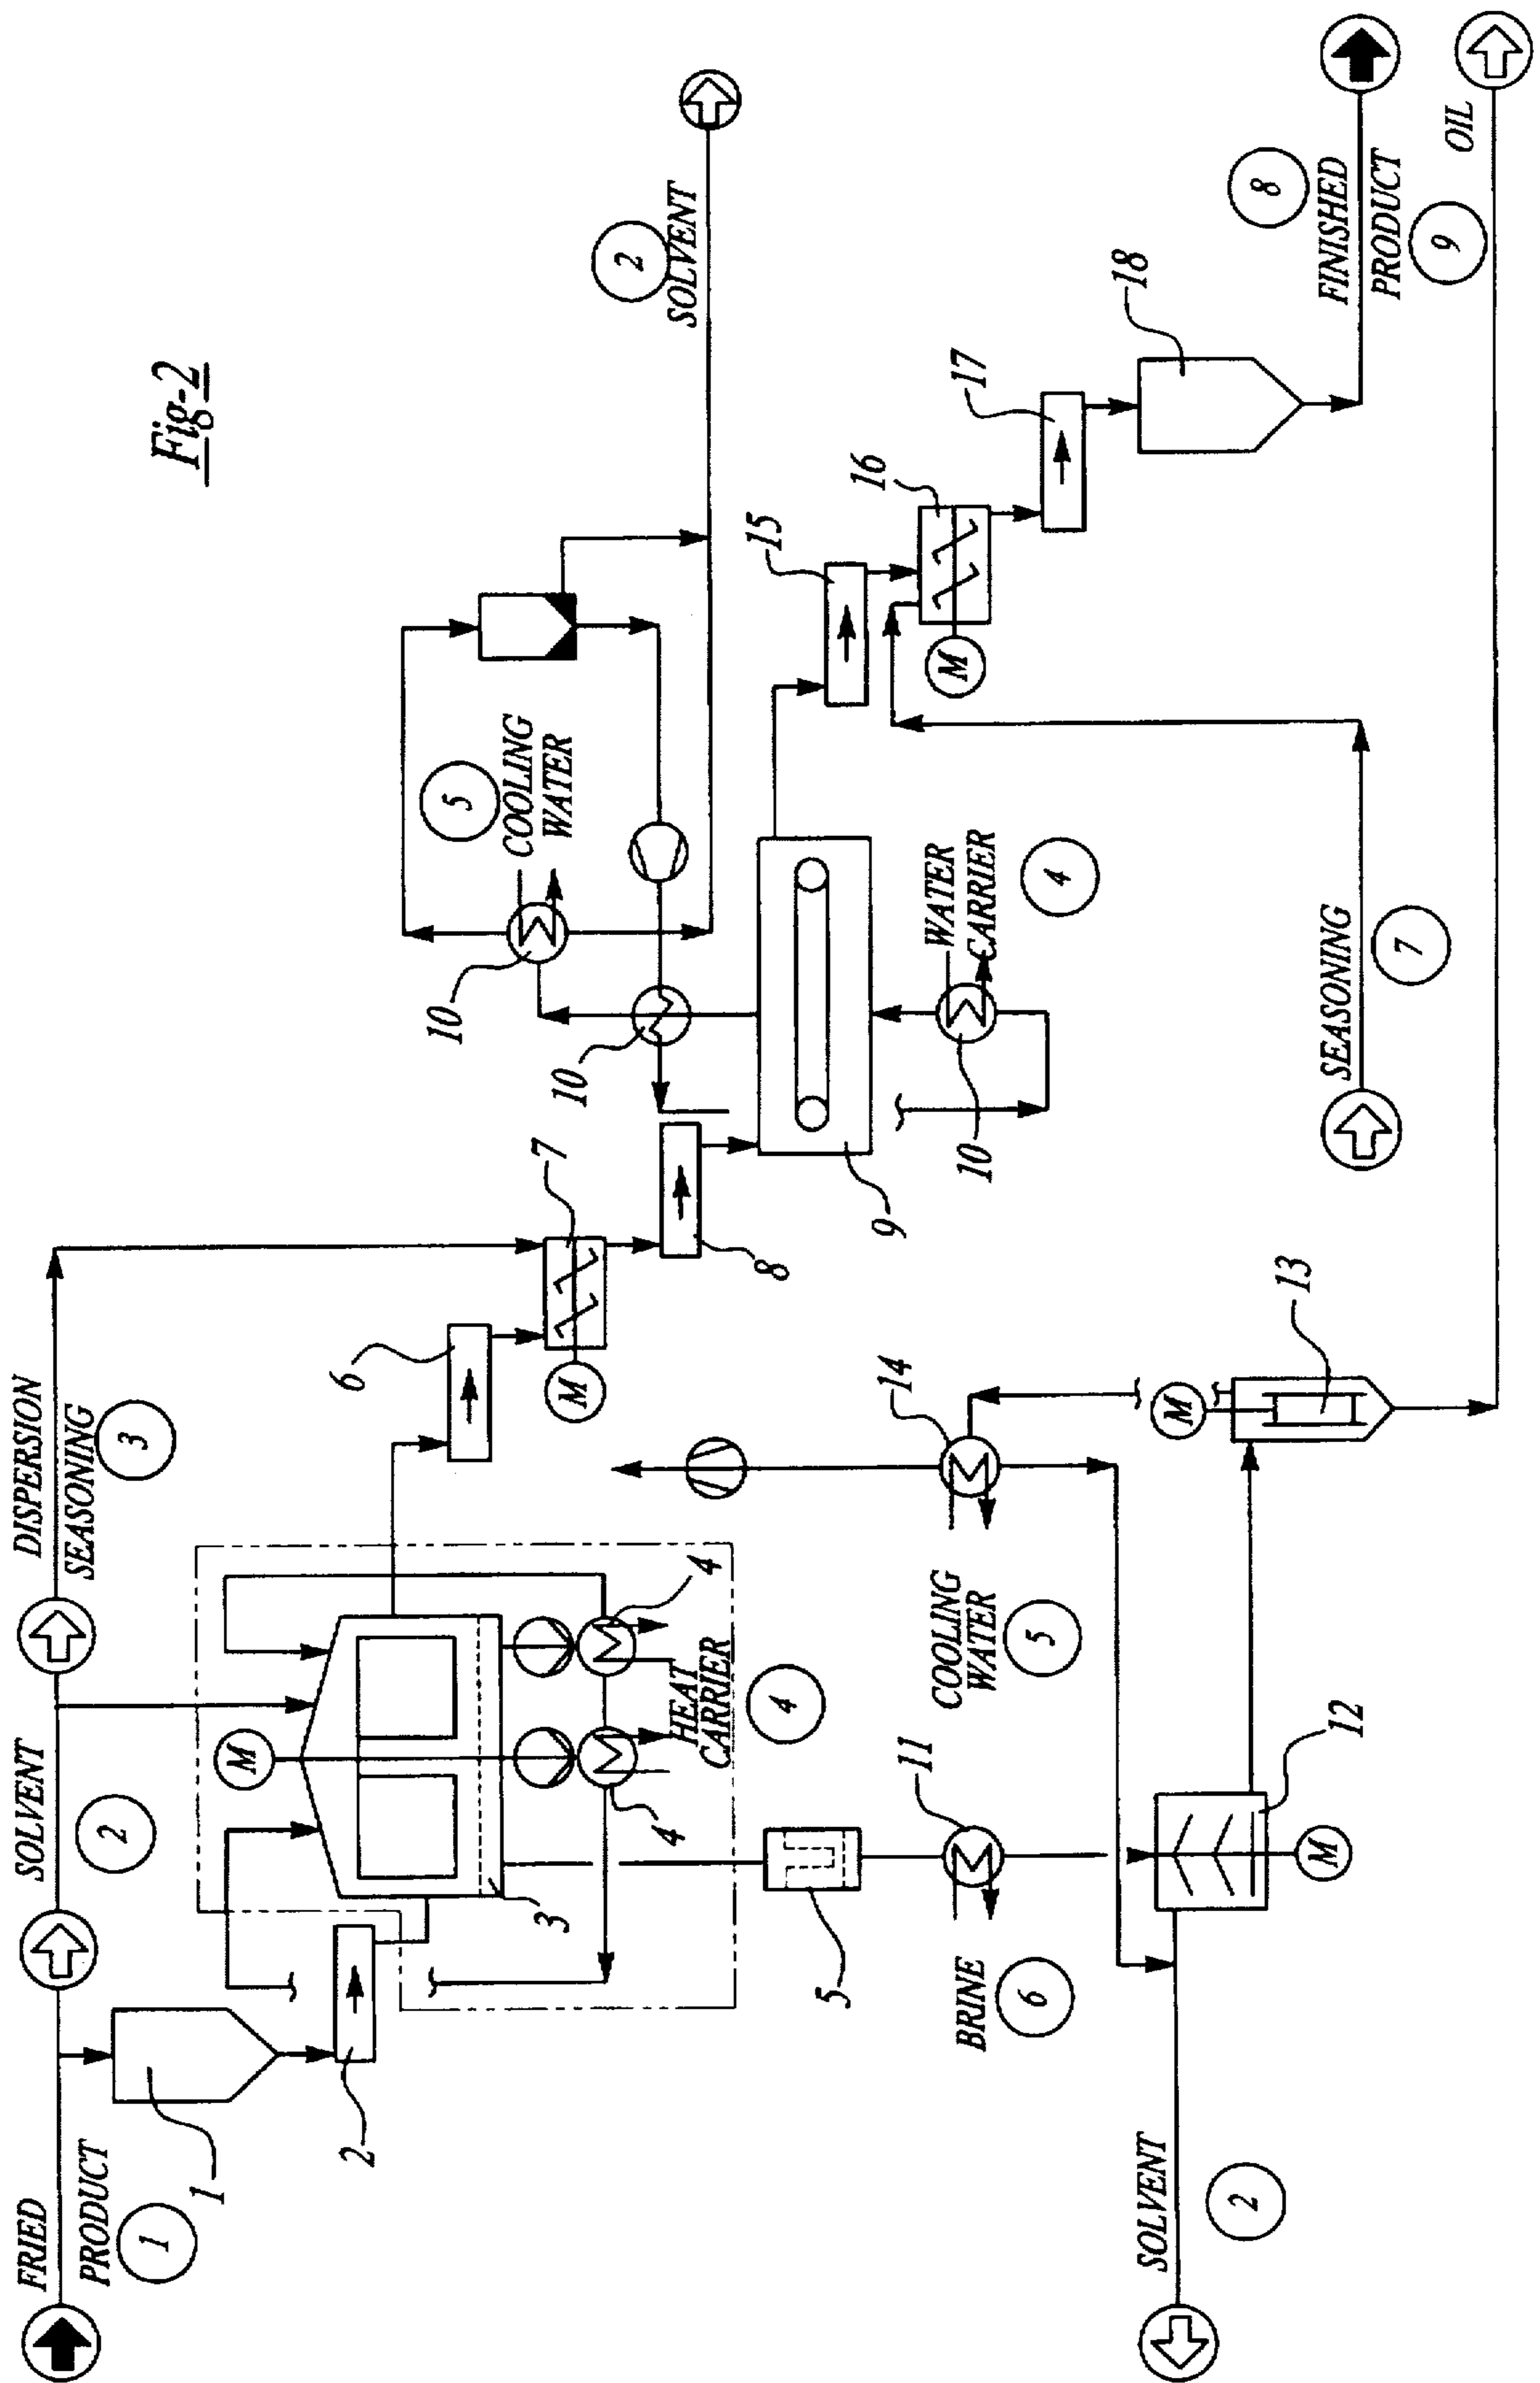 Fig-2
FRIED
PRODUCT
1
SOLVENT
2
DISPERSION
SEASONING
3
1
2
M
3
4
4
HEAT
CARRIER
4
5
6
M
7
8
9
10
10
10
COOLING
WATER
5
SOLVENT
2
WATER
CARRIER
4
BRINE
6
11
COOLING
WATER
5
14
SOLVENT
2
M
12
M
13
15
M
16
17
18
SEASONING
7
FINISHED
PRODUCT
8
OIL
9